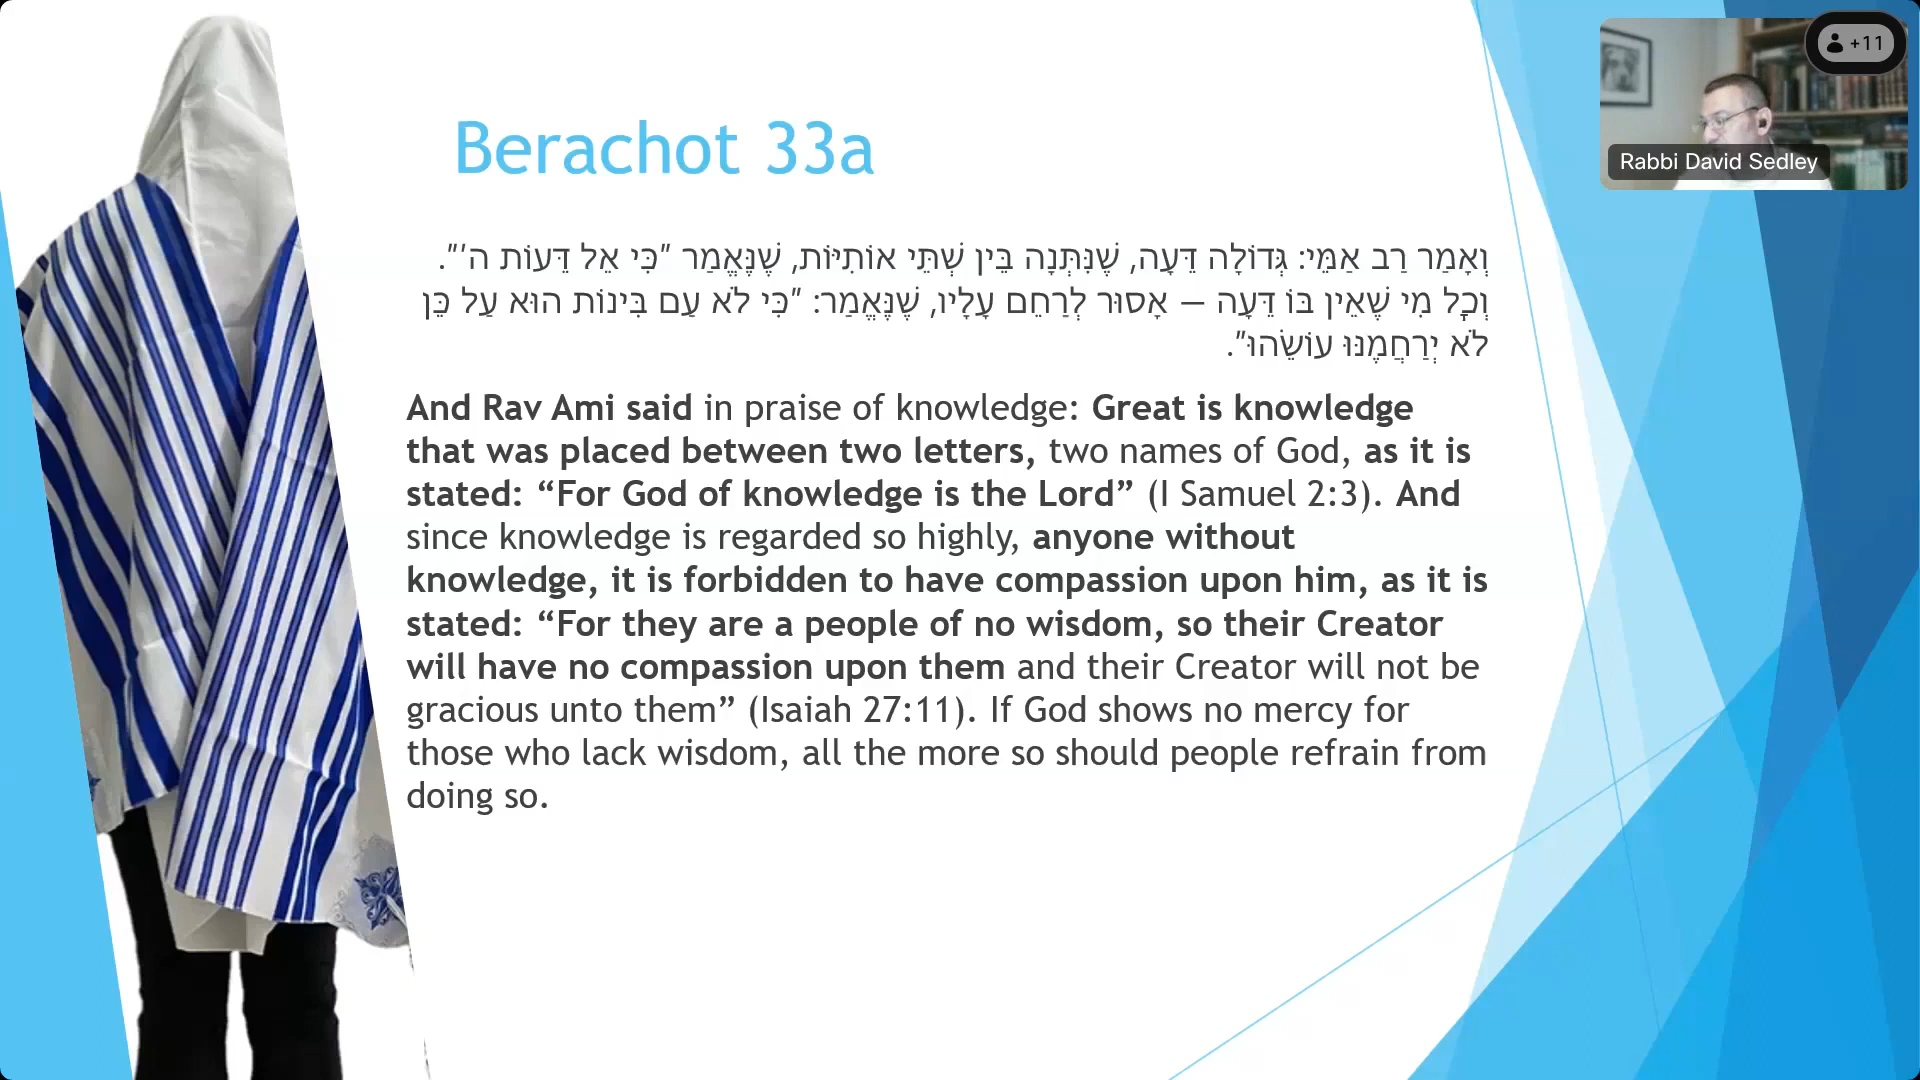 Berachot 33a
+11
Rabbi David Sedley
וְאָמַר רַב אַמֵּי: גְּדוֹלָה דֵּעָה, שֶׁנִּתְּנָה בֵּין שְׁתֵּי אוֹתִיּוֹת, שֶׁנֶּאֱמַר ״כִּי אֵל דֵּעוֹת ה׳״.
וְכׇל מִי שֶׁאֵין בּוֹ דֵּעָה — אָסוּר לְרַחֵם עָלָיו, שֶׁנֶּאֱמַר: ״כִּי לֹא עַם בִּינוֹת הוּא עַל כֵּן
לֹא יְרַחֲמֶנּוּ עוֹשֵׂהוּ״.
And Rav Ami said in praise of knowledge: Great is knowledge
that was placed between two letters, two names of God, as it is
stated: “For God of knowledge is the Lord” (I Samuel 2:3). And
since knowledge is regarded so highly, anyone without
knowledge, it is forbidden to have compassion upon him, as it is
stated: “For they are a people of no wisdom, so their Creator
will have no compassion upon them and their Creator will not be
gracious unto them” (Isaiah 27:11). If God shows no mercy for
those who lack wisdom, all the more so should people refrain from
doing so.